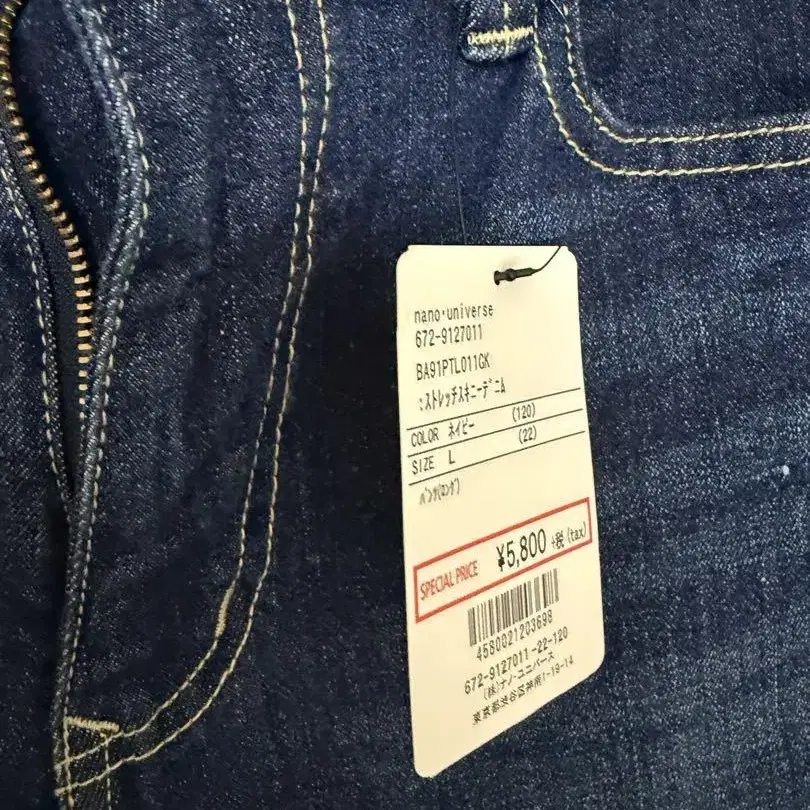 nano・universe
672-9127011
BA91PTL011GK
:ストレッチスキニーデニム
COLOR ネイビー (120)
SIZE L (22)
パンツ(ロング)
SPECIAL PRICE ¥5,800 +税(tax)
4580021203698
672-9127011-22-120
(株)ナノ・ユニバース
東京都渋谷区神南1-19-14